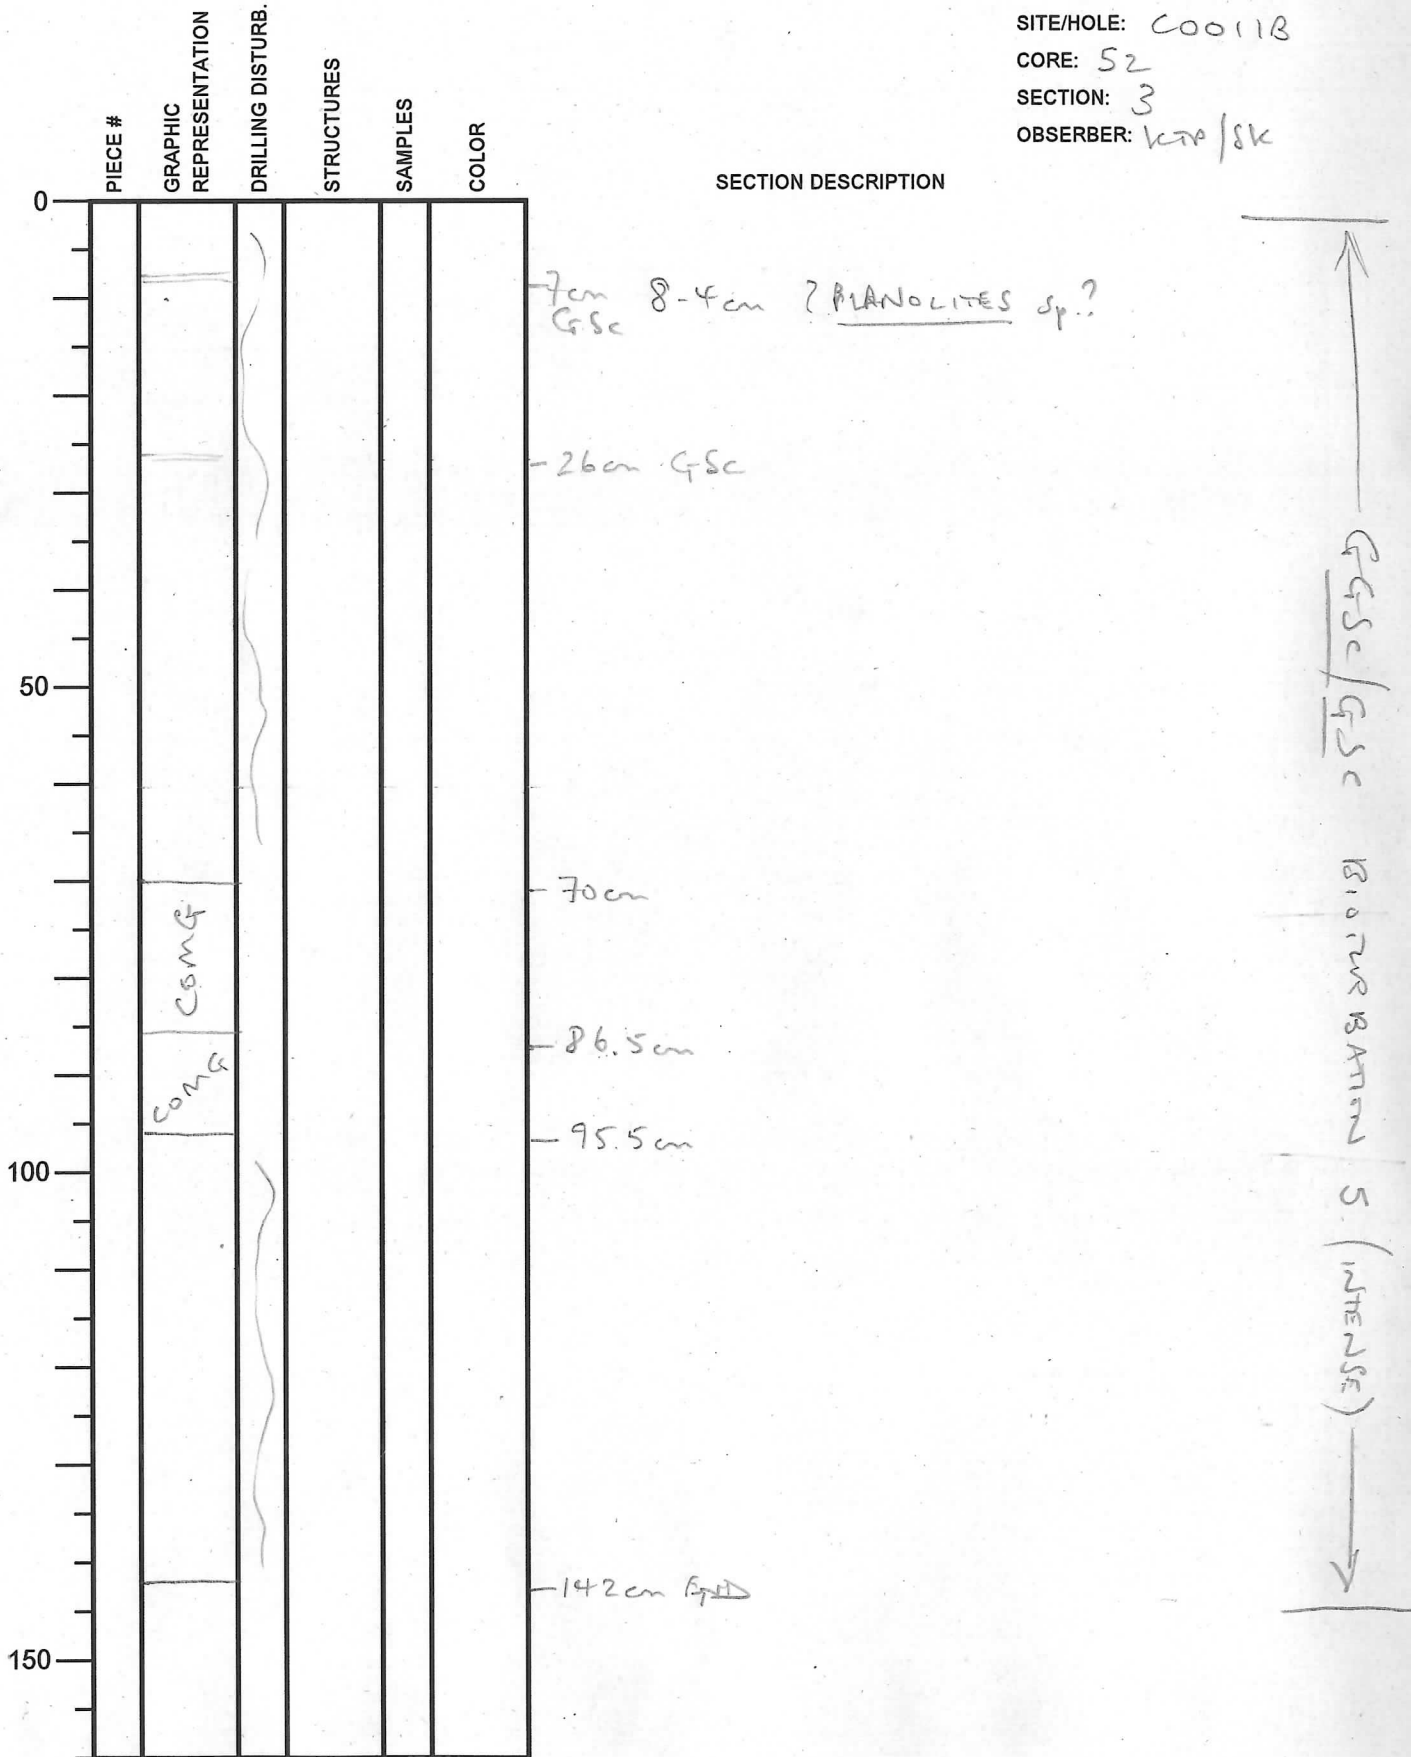 SITE/HOLE: C0011B
CORE: 52
SECTION: 3
OBSERBER: KTP/SK
PIECE #
GRAPHIC
REPRESENTATION
DRILLING DISTURB.
STRUCTURES
SAMPLES
COLOR
SECTION DESCRIPTION
0
50
100
150
-7cm 8-4cm ? PLANOLITES sp.?
GSc
-26cm GSc
COMG
-70cm
COMG
-86.5cm
-95.5cm
-142cm END
GGSc/GSc BIOTURBATION 5 (INTENSE)